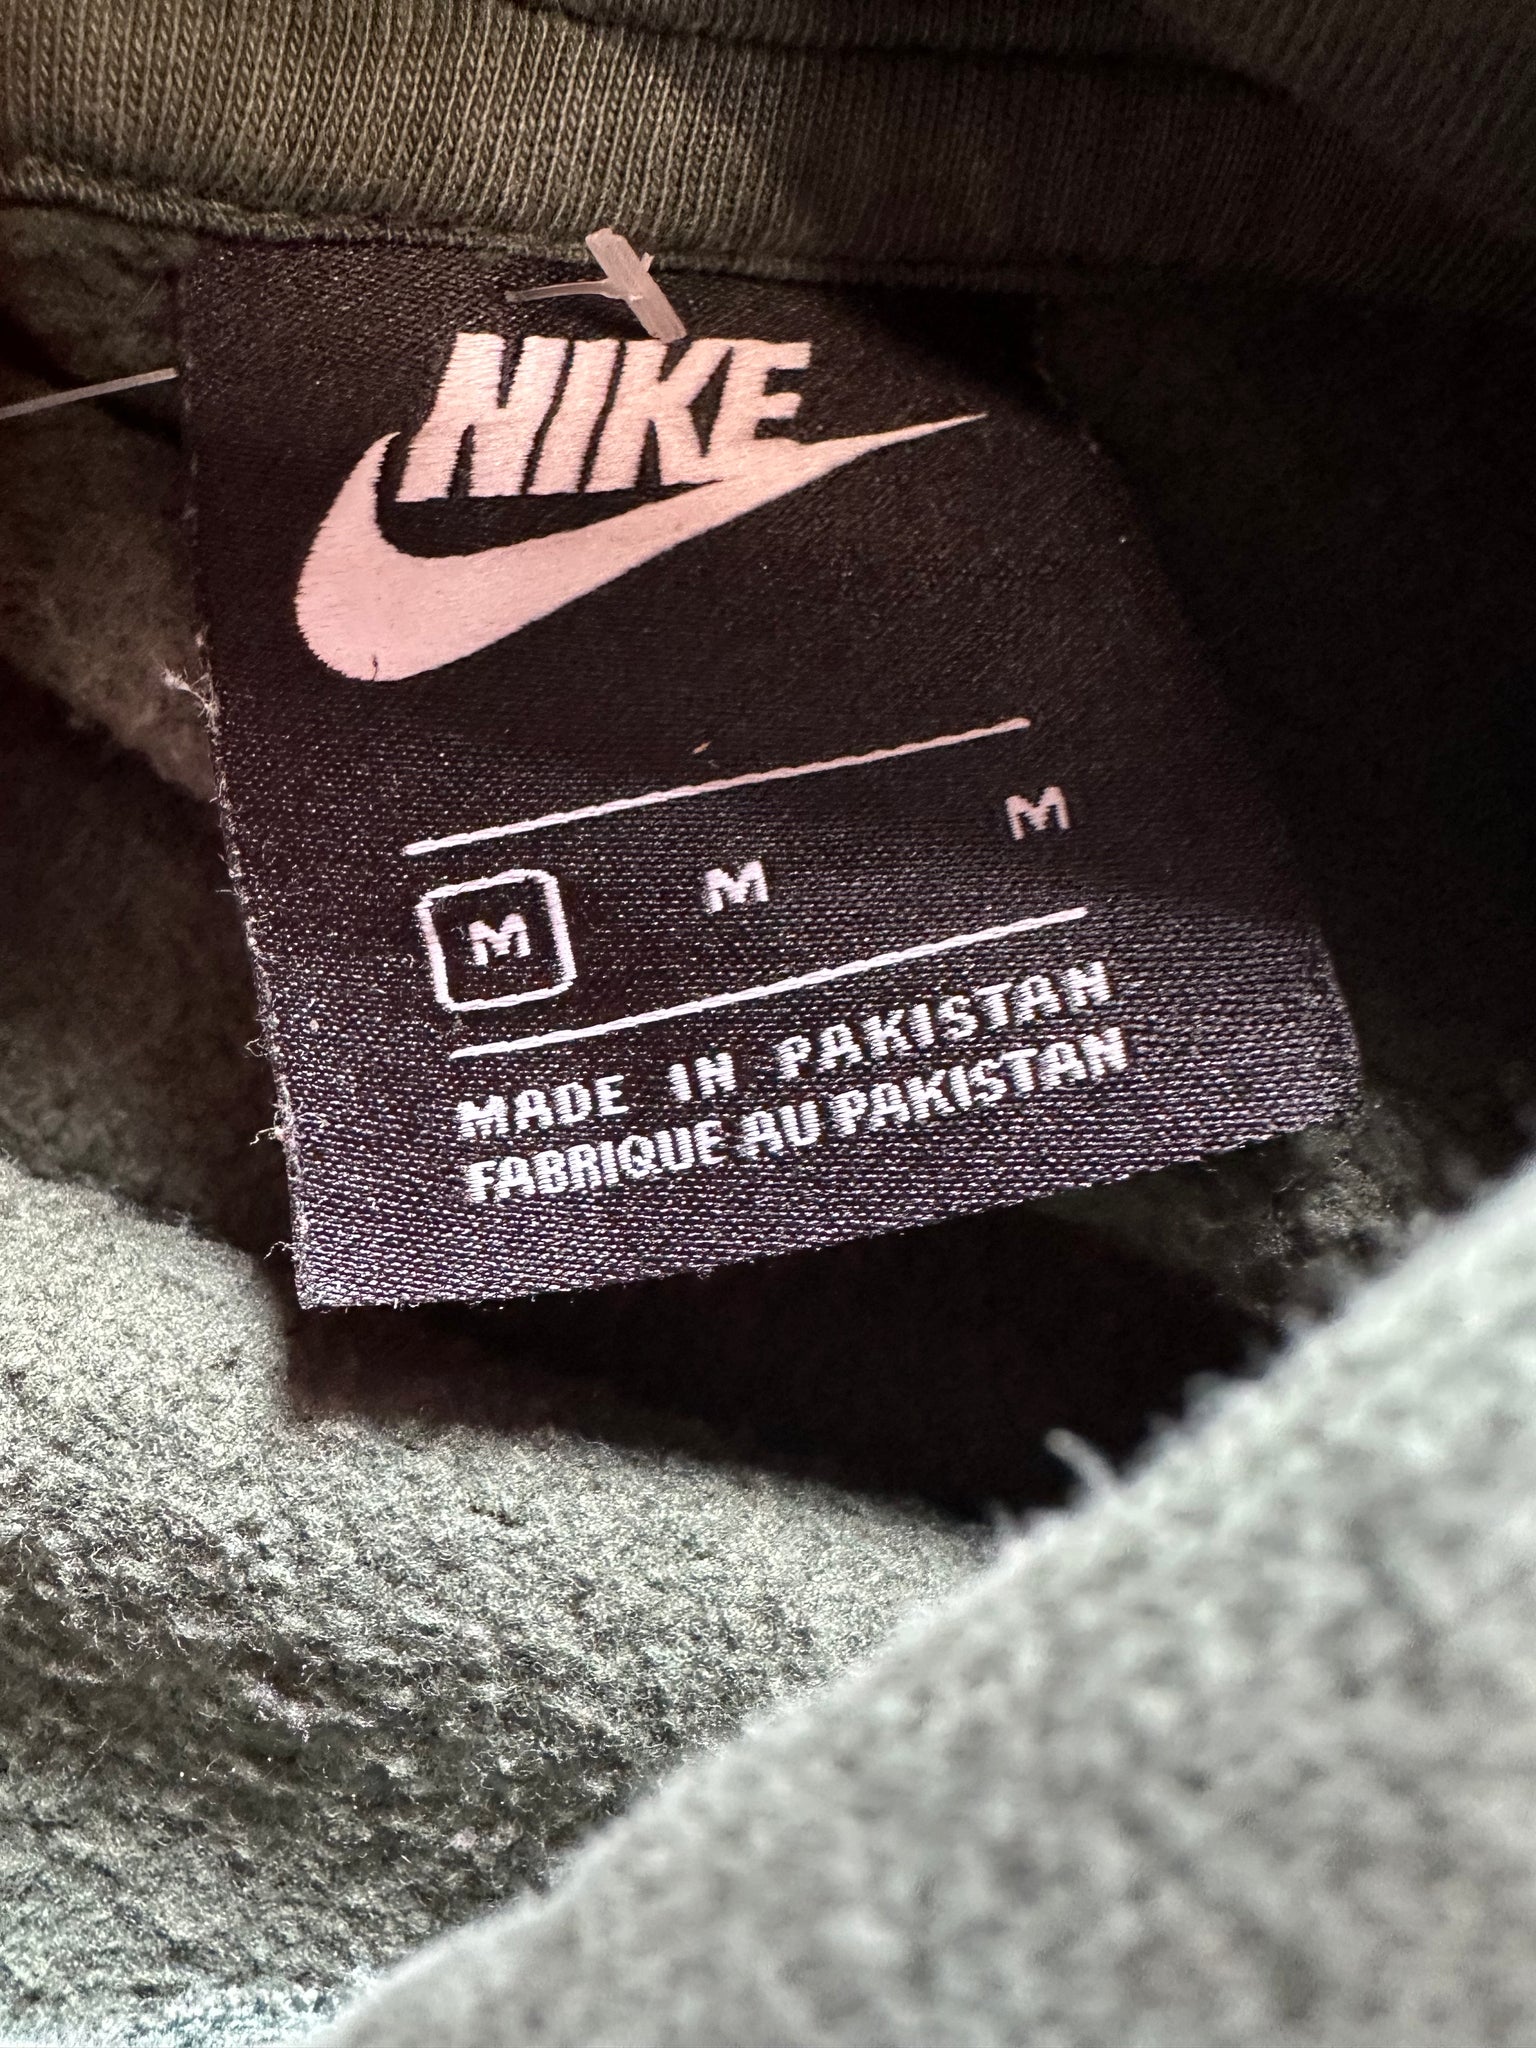 NIKE
M M M
MADE IN PAKISTAN
FABRIQUE AU PAKISTAN